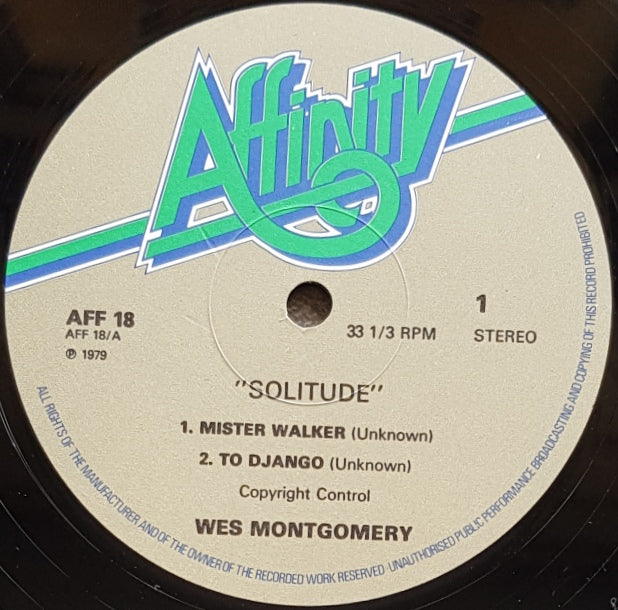 Affinity
AFF 18
AFF 18/A
℗ 1979
33 1/3 RPM
1
STEREO
"SOLITUDE"
1. MISTER WALKER (Unknown)
2. TO DJANGO (Unknown)
Copyright Control
WES MONTGOMERY
ALL RIGHTS OF THE MANUFACTURER AND OF THE OWNER OF THE RECORDED WORK RESERVED · UNAUTHORISED PUBLIC PERFORMANCE BROADCASTING AND COPYING OF THIS RECORD PROHIBITED